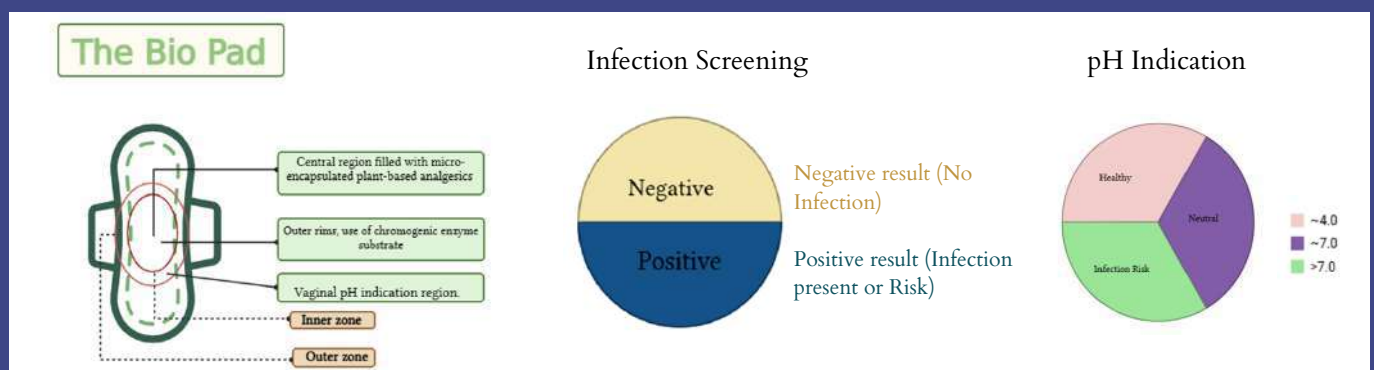 The Bio Pad
Central region filled with micro-
encapsulated plant-based analgesics
Outer rims, use of chromogenic enzyme
substrate
Vaginal pH indication region.
Inner zone
Outer zone
Infection Screening
Negative
Positive
Negative result (No
Infection)
Positive result (Infection
present or Risk)
pH Indication
Healthy
Neutral
Infection Risk
~4.0
~7.0
>7.0